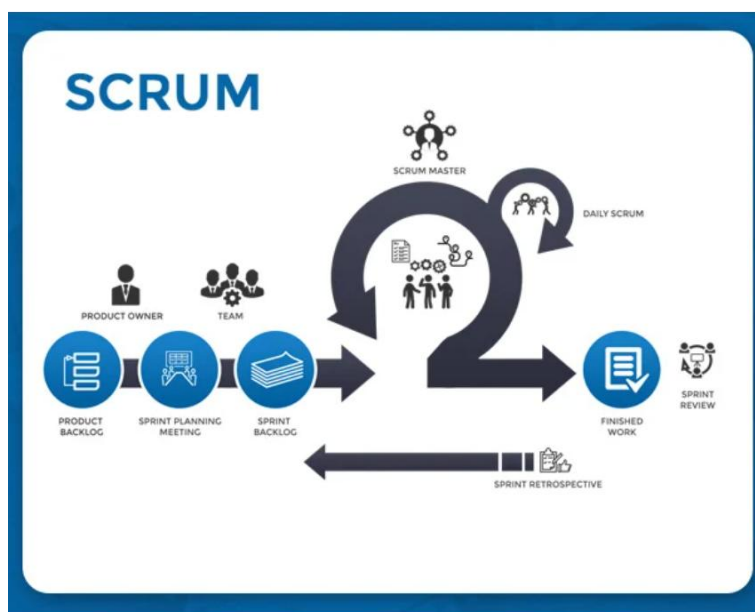 SCRUM
SCRUM MASTER
DAILY SCRUM
PRODUCT OWNER
TEAM
PRODUCT
BACKLOG
SPRINT PLANNING
MEETING
SPRINT
BACKLOG
FINISHED
WORK
SPRINT
REVIEW
SPRINT RETROSPECTIVE